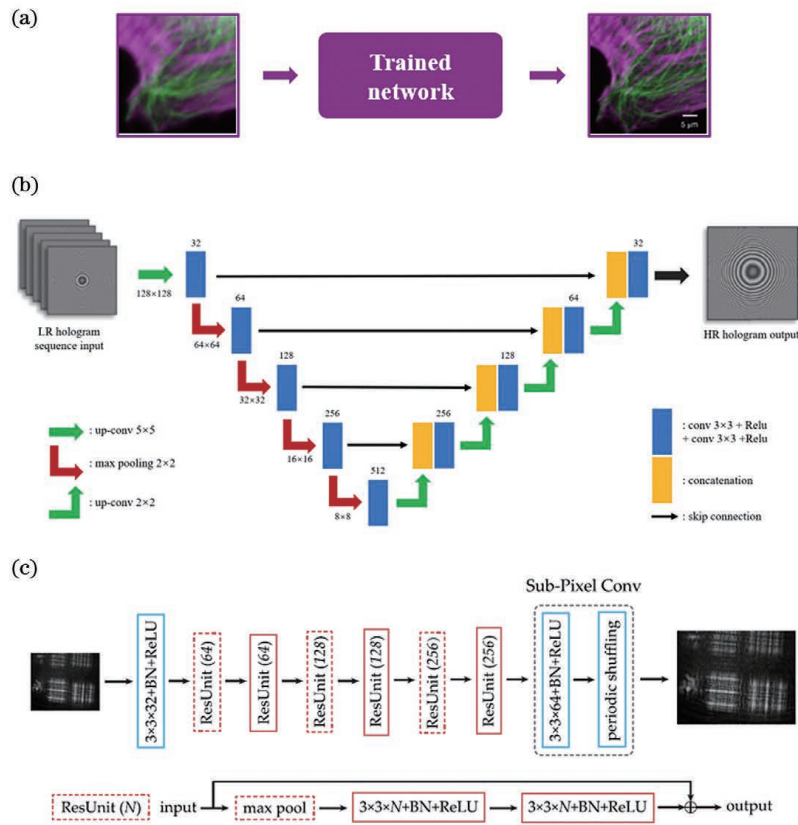 (a)
Trained
network
5 μm
(b)
32
32
128×128
64
64
LR hologram
sequence input
64×64
HR hologram output
128
128
32×32
256
256
: up-conv 5×5
16×16
: conv 3×3 + Relu
+ conv 3×3 +Relu
512
: max pooling 2×2
: concatenation
8×8
: up-conv 2×2
: skip connection
(c)
Sub-Pixel Conv
3×3×32+BN+ReLU
ResUnit (64)
ResUnit (64)
ResUnit (128)
ResUnit (128)
ResUnit (256)
ResUnit (256)
3×3×64+BN+ReLU
periodic shuffling
ResUnit (N)
input
max pool
3×3×N+BN+ReLU
3×3×N+BN+ReLU
output